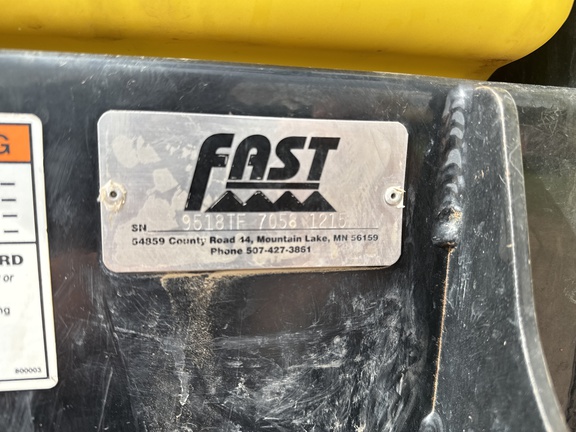 G
RD
or
ng
800003
FAST
SN 9518TF 7058 1215
54859 County Road 44, Mountain Lake, MN 56159
Phone 507-427-3861